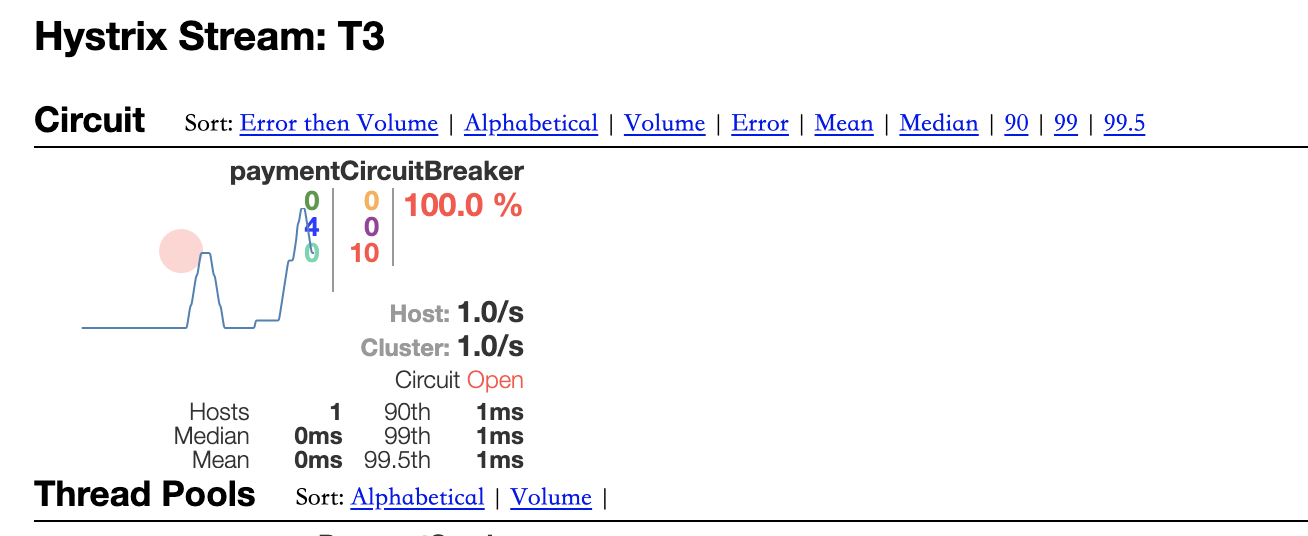 Hystrix Stream: T3
Circuit Sort: Error then Volume | Alphabetical | Volume | Error | Mean | Median | 90 | 99 | 99.5
paymentCircuitBreaker
0 0 100.0 %
4 0
0 10
Host: 1.0/s
Cluster: 1.0/s
Circuit Open
Hosts 1 90th 1ms
Median 0ms 99th 1ms
Mean 0ms 99.5th 1ms
Thread Pools Sort: Alphabetical | Volume |